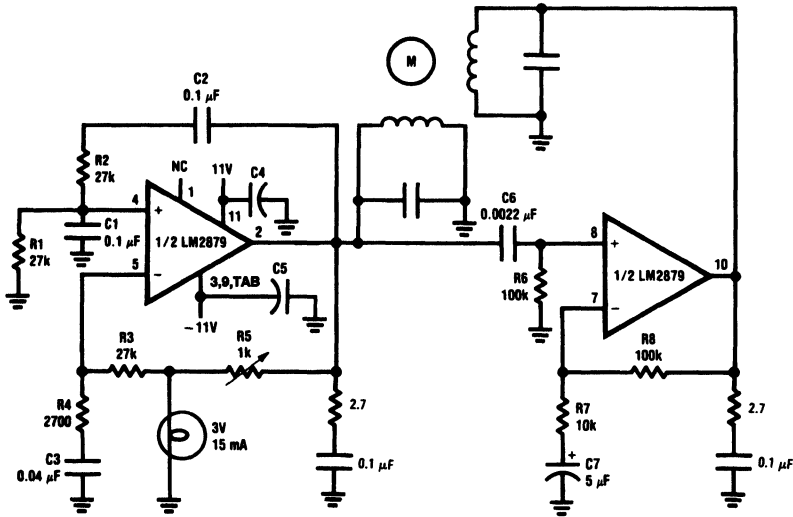 M
C2
0.1 µF
R2
27k
NC
1
11V
C4
11
4
+
C1
0.1 µF
1/2 LM2879
2
R1
27k
5
−
3,9,TAB
C5
−11V
C6
0.0022 µF
8
+
R6
100k
1/2 LM2879
10
7
−
R3
27k
R5
1k
R8
100k
R4
2700
2.7
R7
10k
2.7
3V
15 mA
C3
0.04 µF
0.1 µF
+
C7
5 µF
0.1 µF